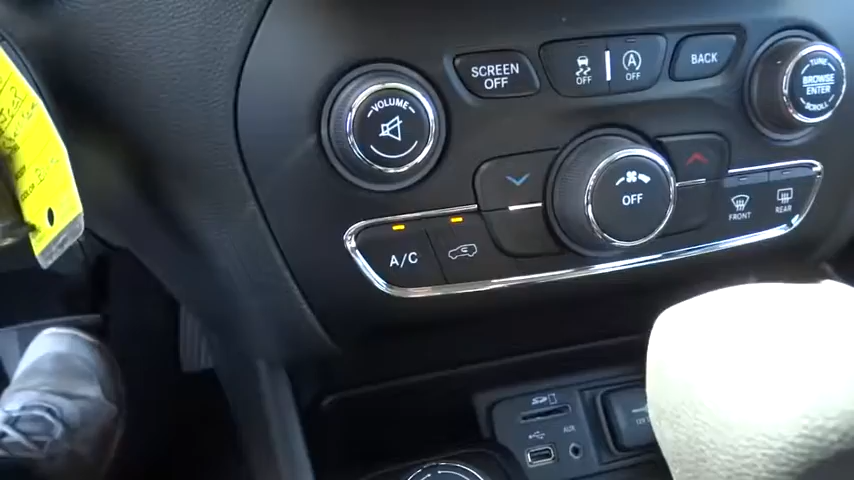 VOLUME
SCREEN
OFF
OFF
A
OFF
BACK
TUNE
BROWSE
ENTER
SCROLL
OFF
FRONT
REAR
A/C
AUX